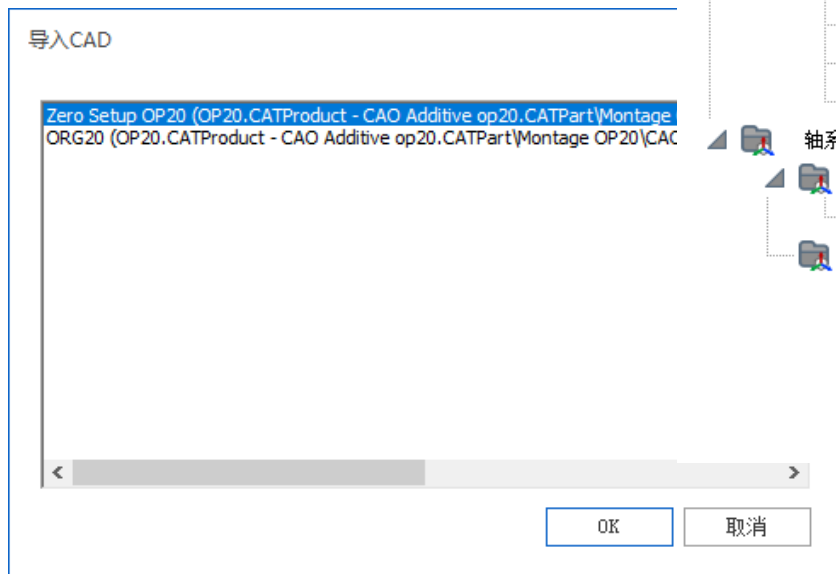 导入CAD
Zero Setup OP20 (OP20.CATProduct - CAO Additive op20.CATPart\Montage
ORG20 (OP20.CATProduct - CAO Additive op20.CATPart\Montage OP20\CAO
轴系
OK
取消